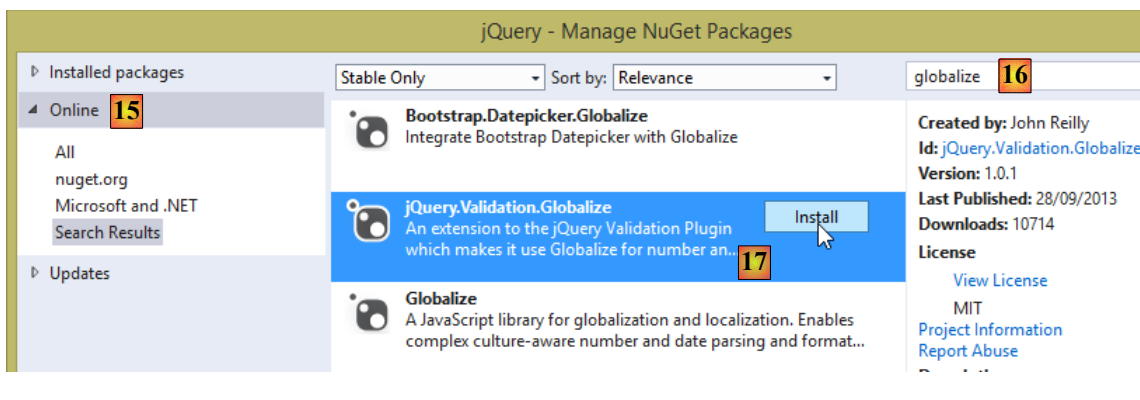 jQuery - Manage NuGet Packages
Installed packages
Online 15
All
nuget.org
Microsoft and .NET
Search Results
Updates
Stable Only Sort by: Relevance
Bootstrap.Datepicker.Globalize
Integrate Bootstrap Datepicker with Globalize
jQuery.Validation.Globalize
An extension to the jQuery Validation Plugin
which makes it use Globalize for number an...
Install
17
Globalize
A JavaScript library for globalization and localization. Enables
complex culture-aware number and date parsing and format...
globalize 16
Created by: John Reilly
Id: jQuery.Validation.Globalize
Version: 1.0.1
Last Published: 28/09/2013
Downloads: 10714
License
View License
MIT
Project Information
Report Abuse